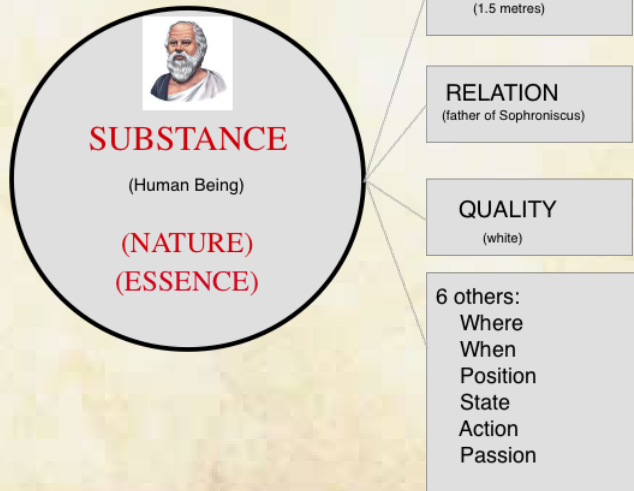 SUBSTANCE
(Human Being)
(NATURE)
(ESSENCE)
(1.5 metres)
RELATION
(father of Sophroniscus)
QUALITY
(white)
6 others:
Where
When
Position
State
Action
Passion